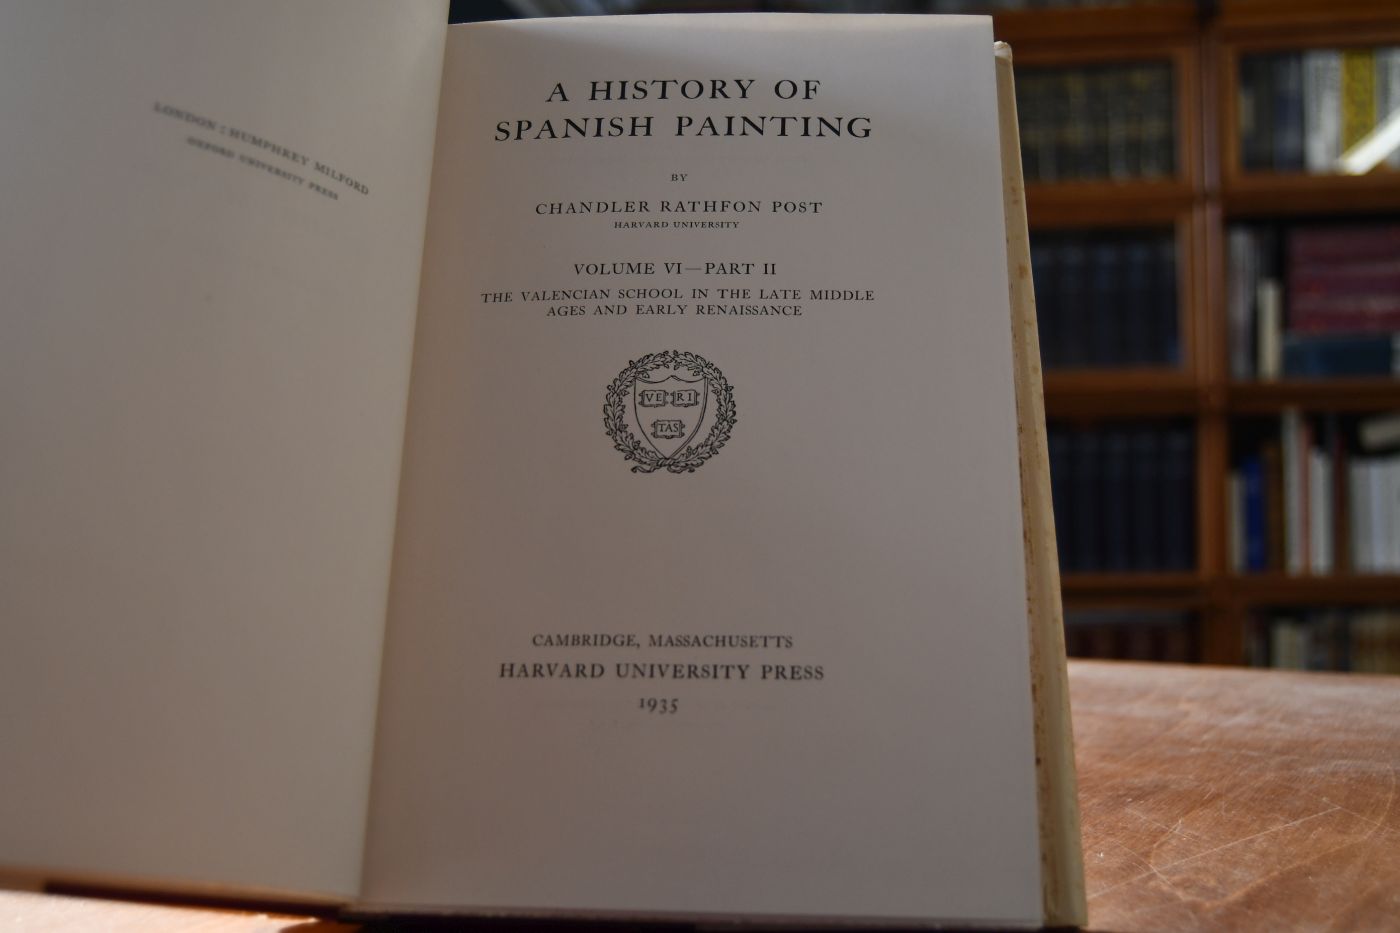 LONDON : HUMPHREY MILFORD
OXFORD UNIVERSITY PRESS
A HISTORY OF
SPANISH PAINTING
BY
CHANDLER RATHFON POST
HARVARD UNIVERSITY
VOLUME VI—PART II
THE VALENCIAN SCHOOL IN THE LATE MIDDLE
AGES AND EARLY RENAISSANCE
VE RI
TAS
CAMBRIDGE, MASSACHUSETTS
HARVARD UNIVERSITY PRESS
1935